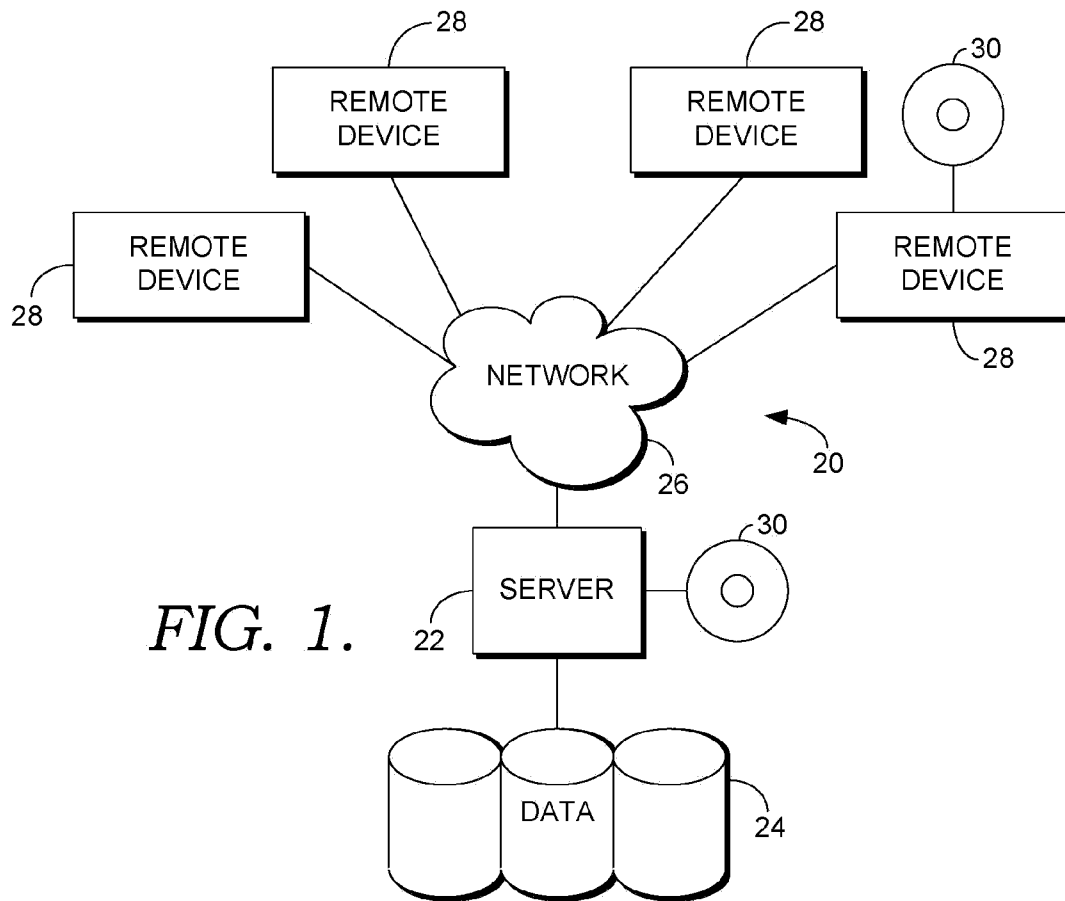 28
28
30
REMOTE
DEVICE
REMOTE
DEVICE
REMOTE
DEVICE
REMOTE
DEVICE
28
28
NETWORK
20
26
30
SERVER
22
FIG. 1.
DATA
24